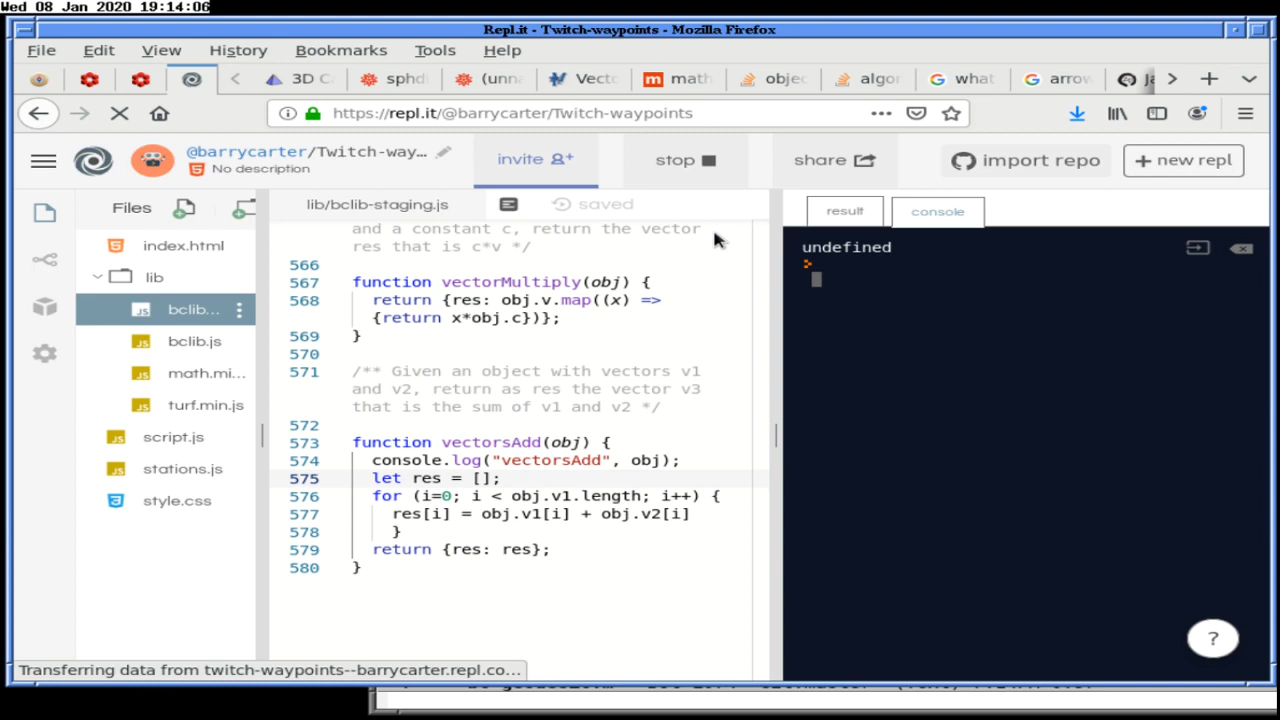 Wed 08 Jan 2020 19:14:06
Repl.it - Twitch-waypoints - Mozilla Firefox
File Edit View History Bookmarks Tools Help
3D C sphd (unna Vecto math objec algor what arrow
https://repl.it/@barrycarter/Twitch-waypoints
@barrycarter/Twitch-way…
No description
invite
stop
share
import repo
+ new repl
Files
index.html
lib
bclib...
bclib.js
math.mi...
turf.min.js
script.js
stations.js
style.css
lib/bclib-staging.js
saved
and a constant c, return the vector
res that is c*v */
566
567 function vectorMultiply(obj) {
568 return {res: obj.v.map((x) =>
{return x*obj.c})};
569 }
570
571 /** Given an object with vectors v1
and v2, return as res the vector v3
that is the sum of v1 and v2 */
572
573 function vectorsAdd(obj) {
574 console.log("vectorsAdd", obj);
575 let res = [];
576 for (i=0; i < obj.v1.length; i++) {
577 res[i] = obj.v1[i] + obj.v2[i]
578 }
579 return {res: res};
580 }
result console
undefined
>
?
Transferring data from twitch-waypoints--barrycarter.repl.co…